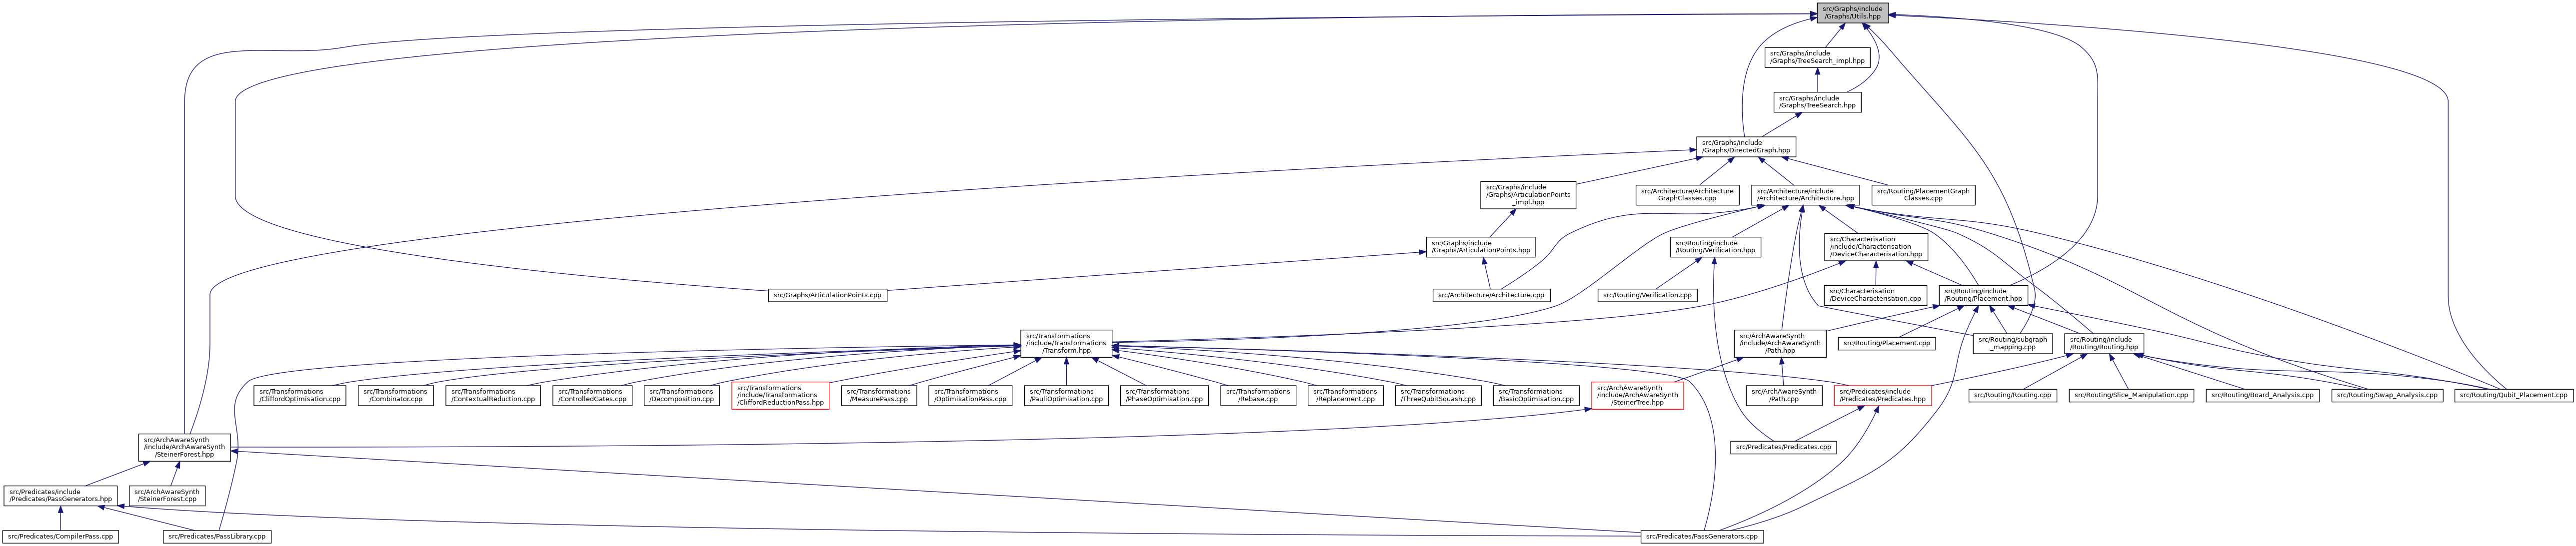 src/Graphs/include
/Graphs/Utils.hpp
src/Graphs/include
/Graphs/TreeSearch_impl.hpp
src/Graphs/include
/Graphs/TreeSearch.hpp
src/Graphs/include
/Graphs/DirectedGraph.hpp
src/Graphs/include
/Graphs/ArticulationPoints
_impl.hpp
src/Architecture/Architecture
GraphClasses.cpp
src/Architecture/include
/Architecture/Architecture.hpp
src/Routing/PlacementGraph
Classes.cpp
src/Graphs/include
/Graphs/ArticulationPoints.hpp
src/Routing/include
/Routing/Verification.hpp
src/Characterisation
/include/Characterisation
/DeviceCharacterisation.hpp
src/Graphs/ArticulationPoints.cpp
src/Architecture/Architecture.cpp
src/Routing/Verification.cpp
src/Characterisation
/DeviceCharacterisation.cpp
src/Routing/include
/Routing/Placement.hpp
src/Transformations
/include/Transformations
/Transform.hpp
src/ArchAwareSynth
/include/ArchAwareSynth
/Path.hpp
src/Routing/Placement.cpp
src/Routing/subgraph
_mapping.cpp
src/Routing/include
/Routing/Routing.hpp
src/Transformations
/CliffordOptimisation.cpp
src/Transformations
/Combinator.cpp
src/Transformations
/ContextualReduction.cpp
src/Transformations
/ControlledGates.cpp
src/Transformations
/Decomposition.cpp
src/Transformations
/include/Transformations
/CliffordReductionPass.hpp
src/Transformations
/MeasurePass.cpp
src/Transformations
/OptimisationPass.cpp
src/Transformations
/PauliOptimisation.cpp
src/Transformations
/PhaseOptimisation.cpp
src/Transformations
/Rebase.cpp
src/Transformations
/Replacement.cpp
src/Transformations
/ThreeQubitSquash.cpp
src/Transformations
/BasicOptimisation.cpp
src/ArchAwareSynth
/include/ArchAwareSynth
/SteinerTree.hpp
src/ArchAwareSynth
/Path.cpp
src/Predicates/include
/Predicates/Predicates.hpp
src/Routing/Routing.cpp
src/Routing/Slice_Manipulation.cpp
src/Routing/Board_Analysis.cpp
src/Routing/Swap_Analysis.cpp
src/Routing/Qubit_Placement.cpp
src/ArchAwareSynth
/include/ArchAwareSynth
/SteinerForest.hpp
src/Predicates/Predicates.cpp
src/Predicates/include
/Predicates/PassGenerators.hpp
src/ArchAwareSynth
/SteinerForest.cpp
src/Predicates/CompilerPass.cpp
src/Predicates/PassLibrary.cpp
src/Predicates/PassGenerators.cpp